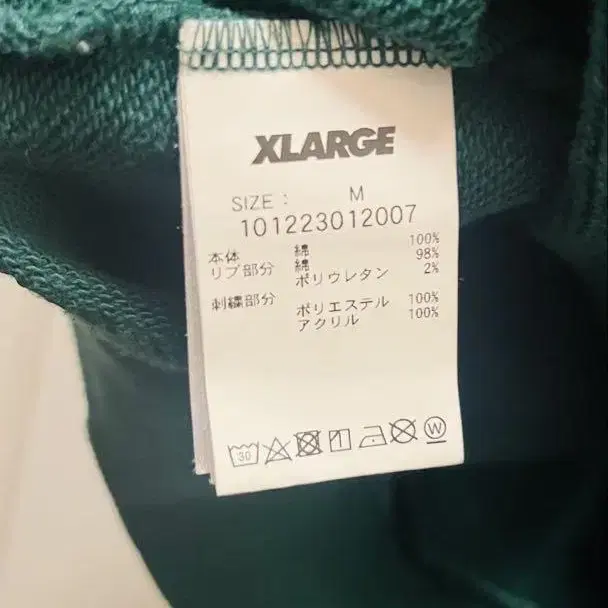 XLARGE
SIZE : M
101223012007
本体 綿 100%
リブ部分 綿 98%
ポリウレタン 2%
刺繍部分 ポリエステル 100%
アクリル 100%
30
W